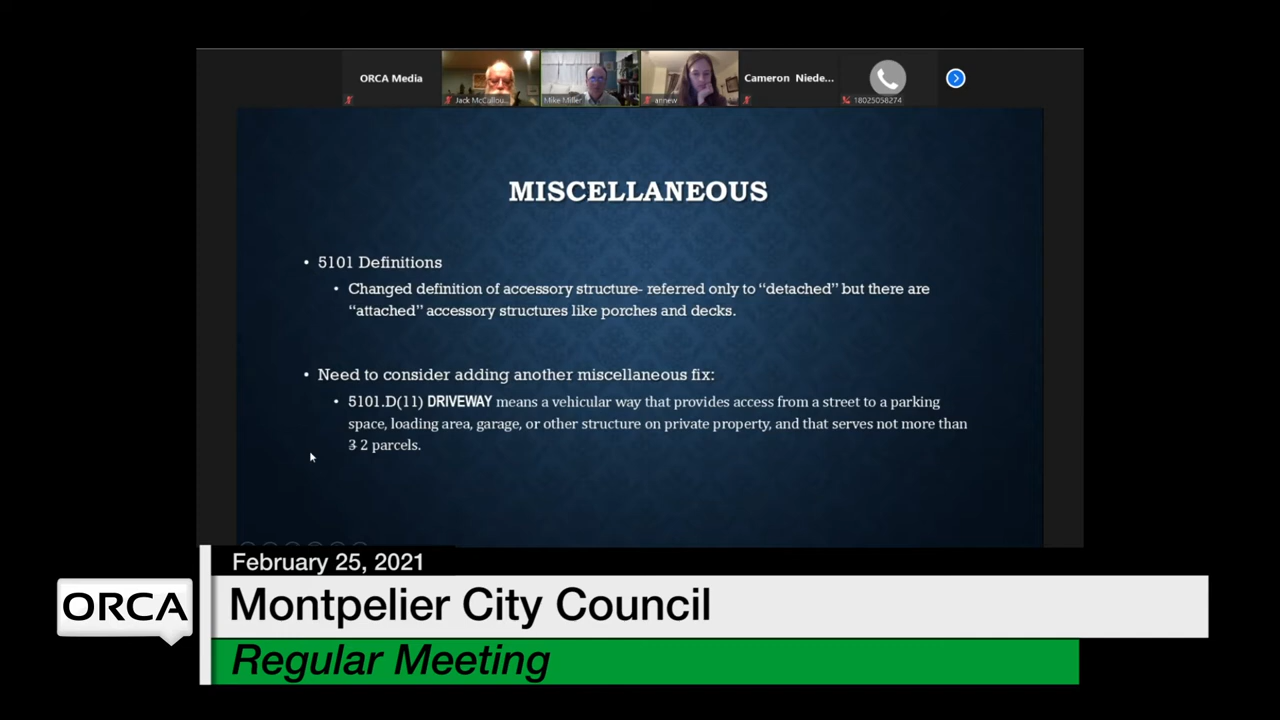 ORCA Media
Cameron Niede...
Jack McCullou...
Mike Miller
annew
18025058274
MISCELLANEOUS
• 5101 Definitions
• Changed definition of accessory structure- referred only to “detached” but there are
“attached” accessory structures like porches and decks.
• Need to consider adding another miscellaneous fix:
• 5101.D(11) DRIVEWAY means a vehicular way that provides access from a street to a parking
space, loading area, garage, or other structure on private property, and that serves not more than
3 2 parcels.
February 25, 2021
ORCA
Montpelier City Council
Regular Meeting